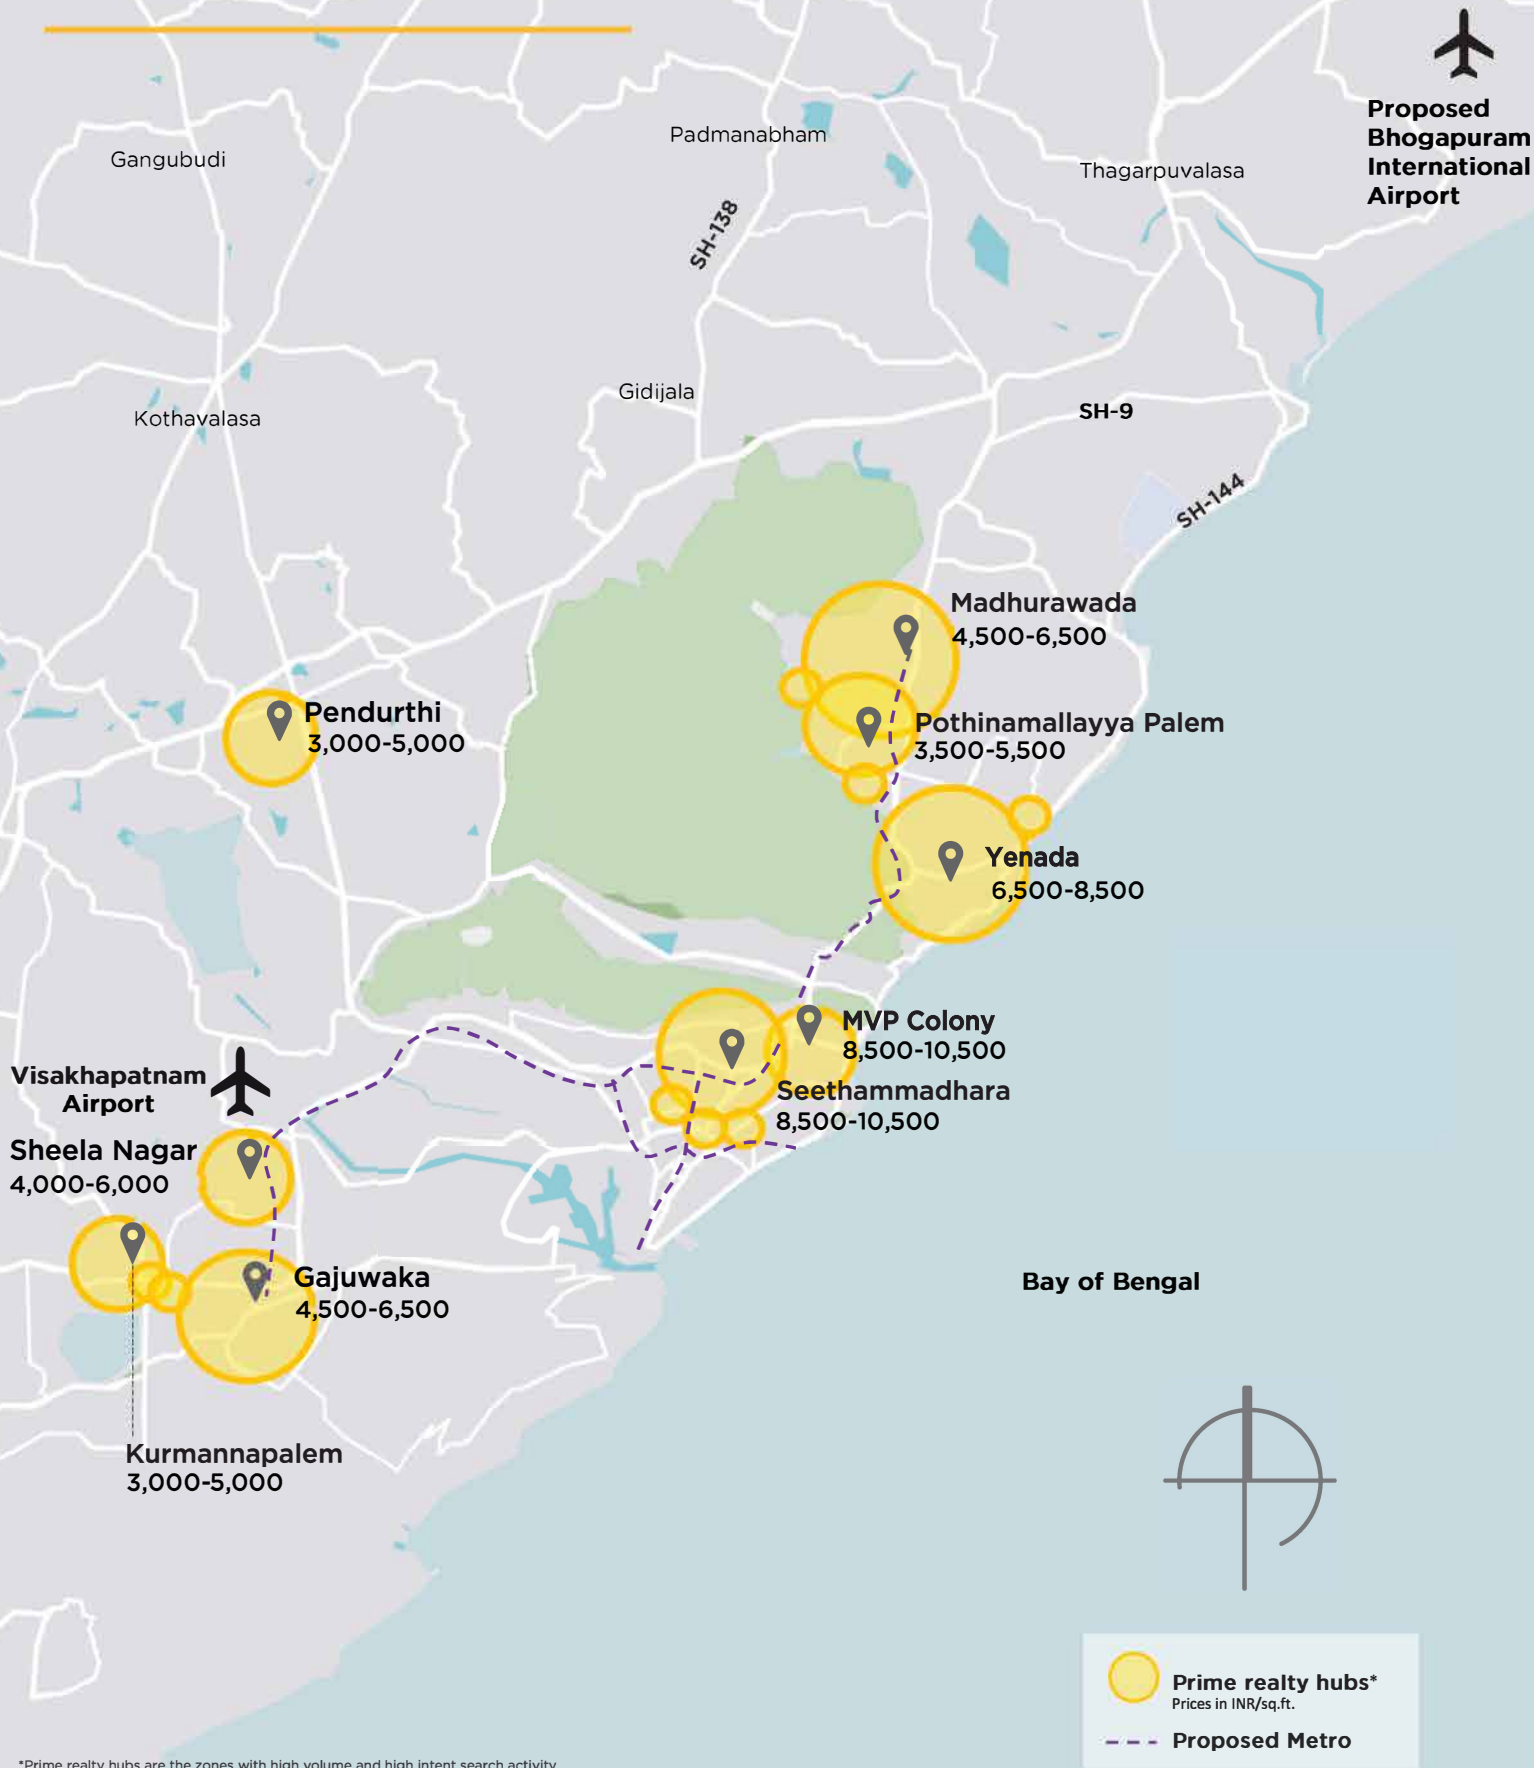 Proposed
Bhogapuram
International
Airport
Padmanabham
Gangubudi
Thagarpuvalasa
SH-138
Gidijala
SH-9
Kothavalasa
SH-144
Madhurawada
4,500-6,500
Pendurthi
3,000-5,000
Pothinamallayya Palem
3,500-5,500
Yenada
6,500-8,500
MVP Colony
8,500-10,500
Visakhapatnam
Airport
Seethammadhara
8,500-10,500
Sheela Nagar
4,000-6,000
Gajuwaka
4,500-6,500
Bay of Bengal
Kurmannapalem
3,000-5,000
Prime realty hubs*
Prices in INR/sq.ft.
Proposed Metro
*Prime realty hubs are the zones with high volume and high intent search activity